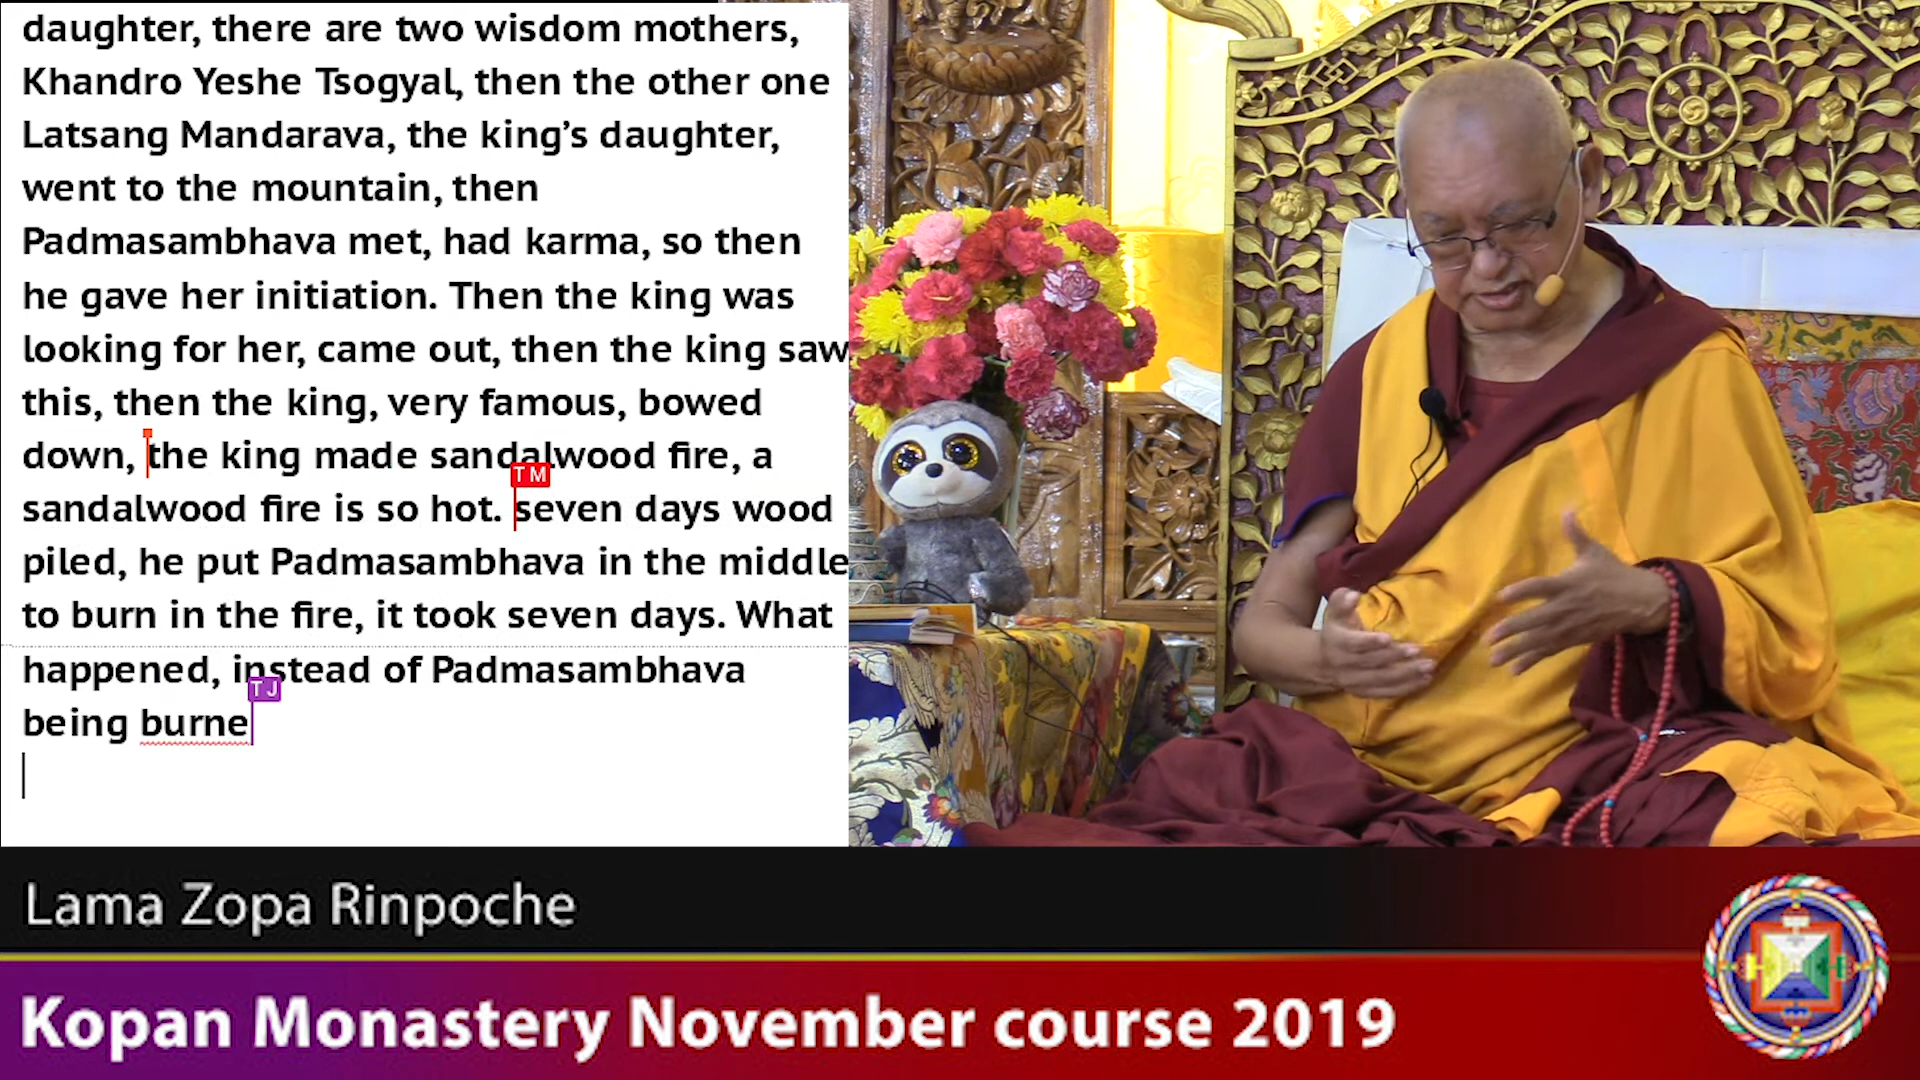 daughter, there are two wisdom mothers,
Khandro Yeshe Tsogyal, then the other one
Latsang Mandarava, the king’s daughter,
went to the mountain, then
Padmasambhava met, had karma, so then
he gave her initiation. Then the king was
looking for her, came out, then the king saw
this, then the king, very famous, bowed
down, the king made sandalwood fire, a
TM
sandalwood fire is so hot. seven days wood
piled, he put Padmasambhava in the middle
to burn in the fire, it took seven days. What
happened, instead of Padmasambhava
TJ
being burne
Lama Zopa Rinpoche
Kopan Monastery November course 2019